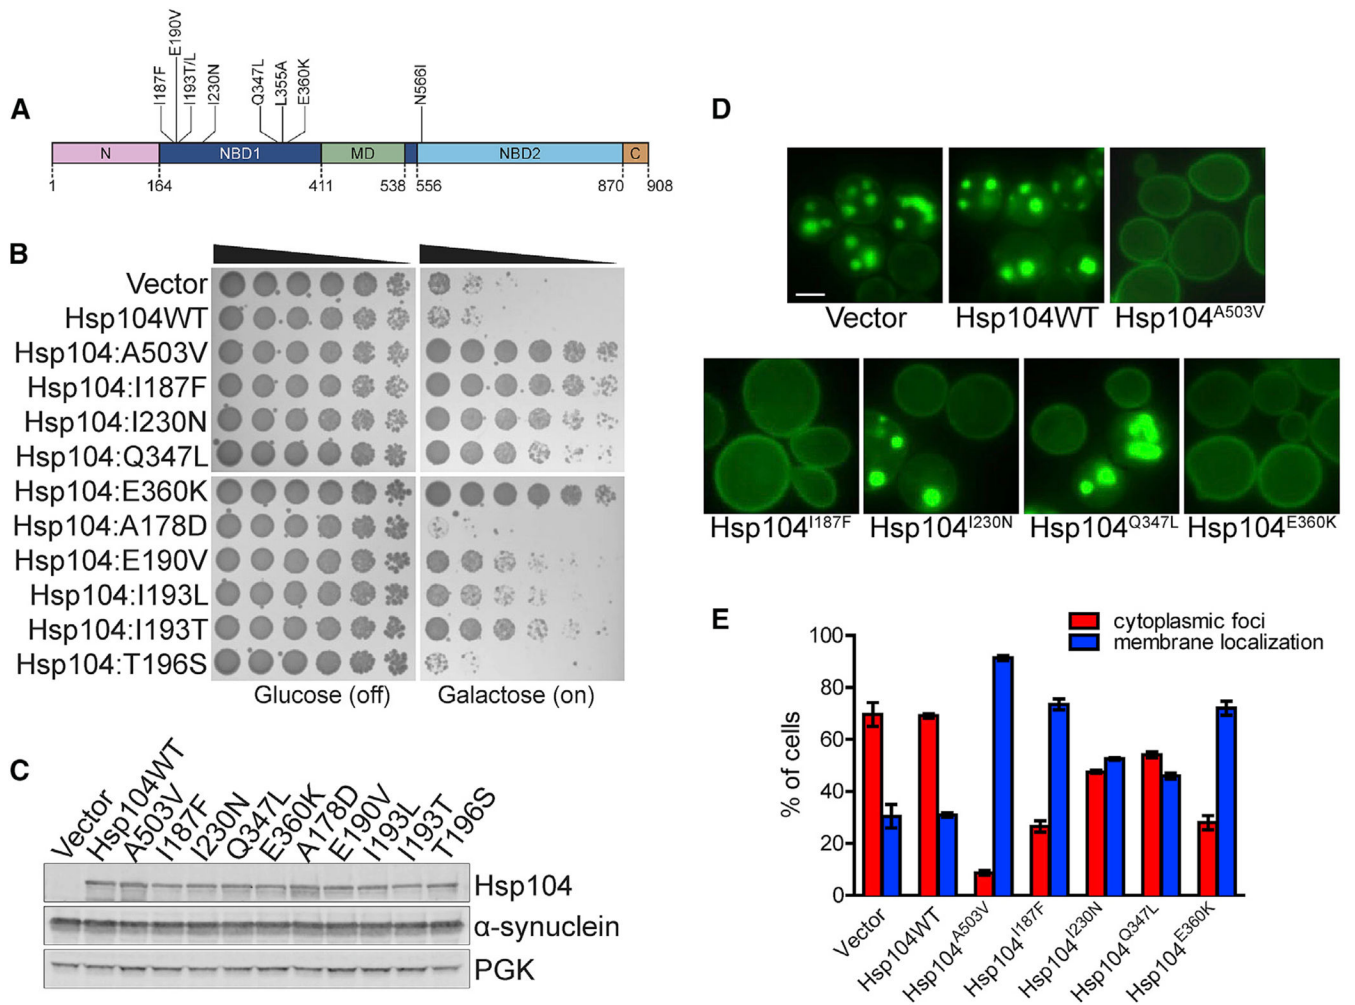 A
I187F
E190V
I193T/L
I230N
Q347L
L355A
E360K
N566I
N
NBD1
MD
NBD2
C
1
164
411
538
556
870
908
B
Vector
Hsp104WT
Hsp104:A503V
Hsp104:I187F
Hsp104:I230N
Hsp104:Q347L
Hsp104:E360K
Hsp104:A178D
Hsp104:E190V
Hsp104:I193L
Hsp104:I193T
Hsp104:T196S
Glucose (off)
Galactose (on)
C
Vector
Hsp104WT
A503V
I187F
I230N
Q347L
E360K
A178D
E190V
I193L
I193T
T196S
Hsp104
α-synuclein
PGK
D
Vector
Hsp104WT
Hsp104A503V
Hsp104I187F
Hsp104I230N
Hsp104Q347L
Hsp104E360K
E
cytoplasmic foci
membrane localization
% of cells
100
80
60
40
20
0
Vector
Hsp104WT
Hsp104A503V
Hsp104I187F
Hsp104I230N
Hsp104Q347L
Hsp104E360K